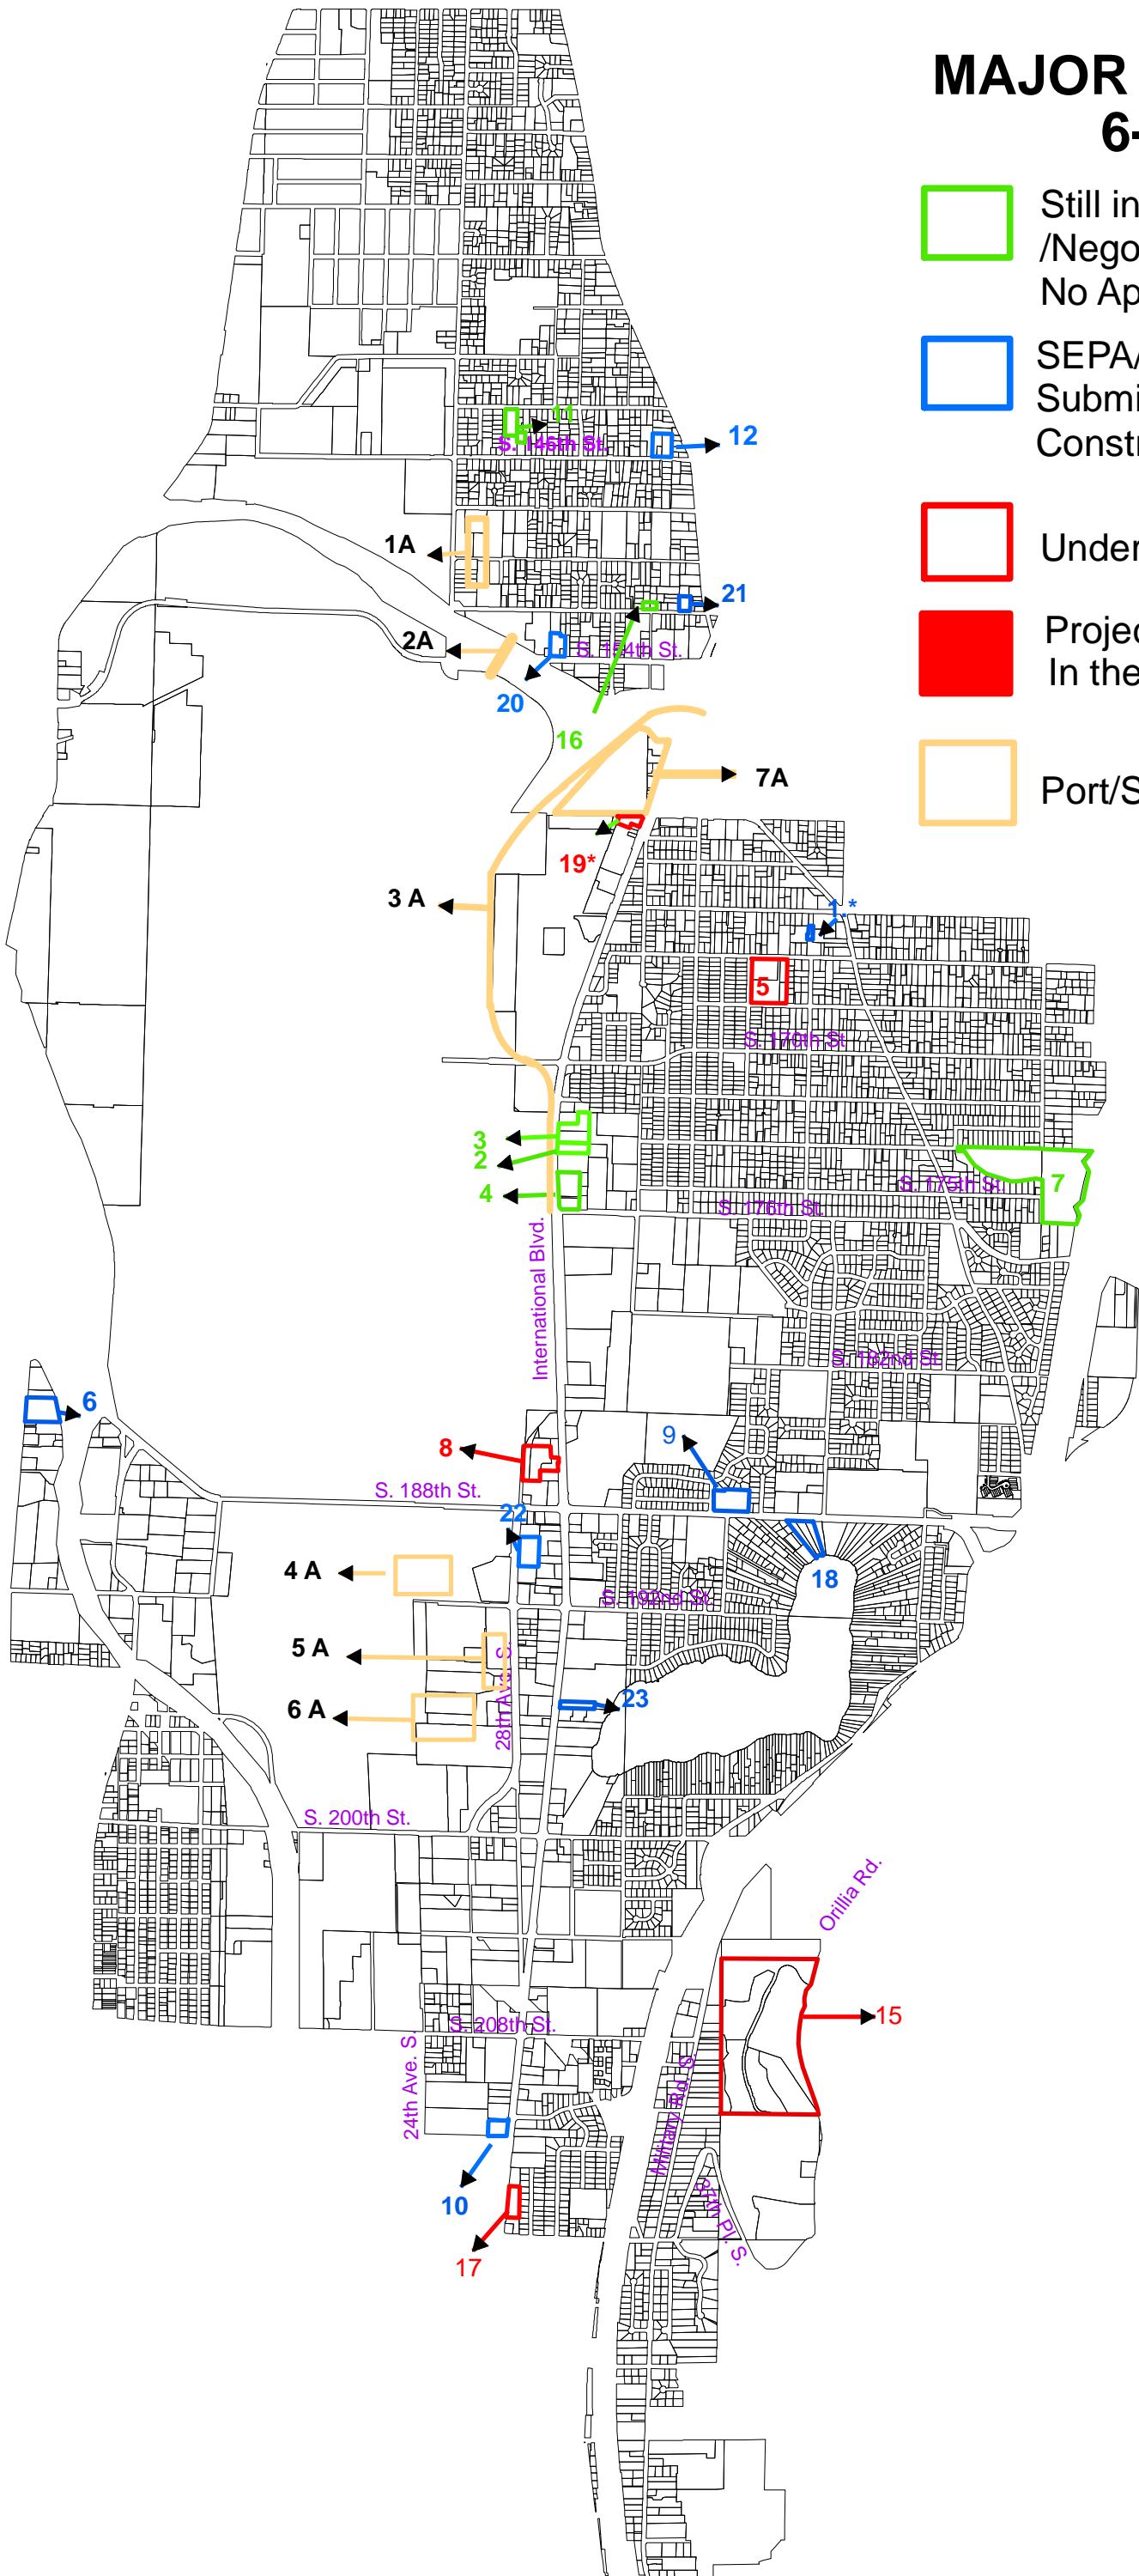 MAJOR
6-
Still in
/Nego
No Ap
SEPA/
Submi
Constr
Under
Projec
In the
Port/S
11
S. 146th St.
12
1A
21
2A
S. 154th St.
20
16
7A
19*
3 A
1.*
5
S. 170th St
3
2
4
S. 175th St.
7
S. 176th St.
International Blvd.
S. 182nd St.
6
8
9
S. 188th St.
22
4 A
18
S. 192nd St.
5 A
28th Ave. S.
6 A
23
S. 200th St.
Orillia Rd.
15
S. 208th St.
24th Ave. S.
Military Rd. S.
37th Pl. S.
10
17